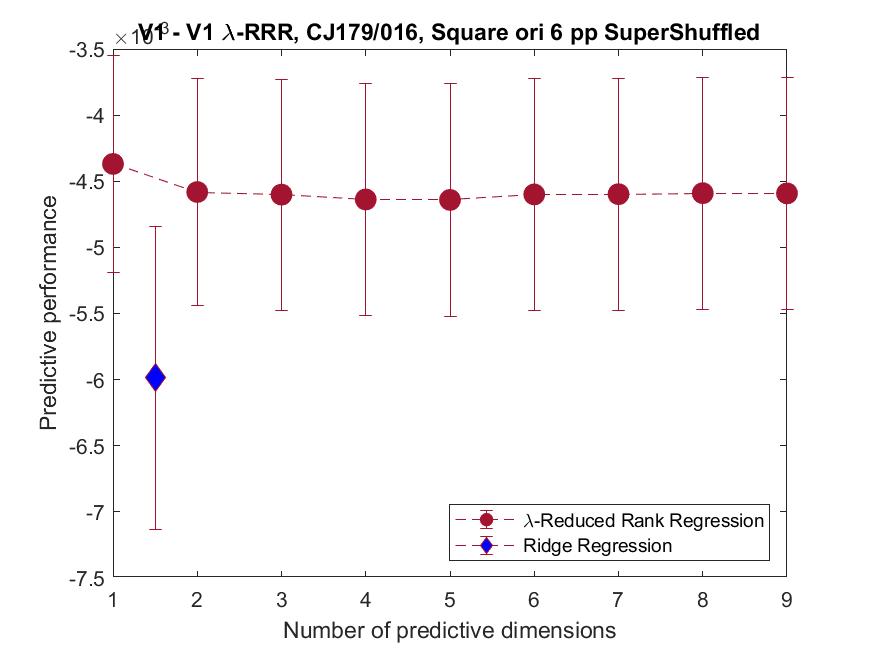 V1 - V1 λ-RRR, CJ179/016, Square ori 6 pp SuperShuffled
×10⁻³
-3.5
-4
-4.5
-5
-5.5
-6
-6.5
-7
-7.5
Predictive performance
1 2 3 4 5 6 7 8 9
Number of predictive dimensions
λ-Reduced Rank Regression
Ridge Regression